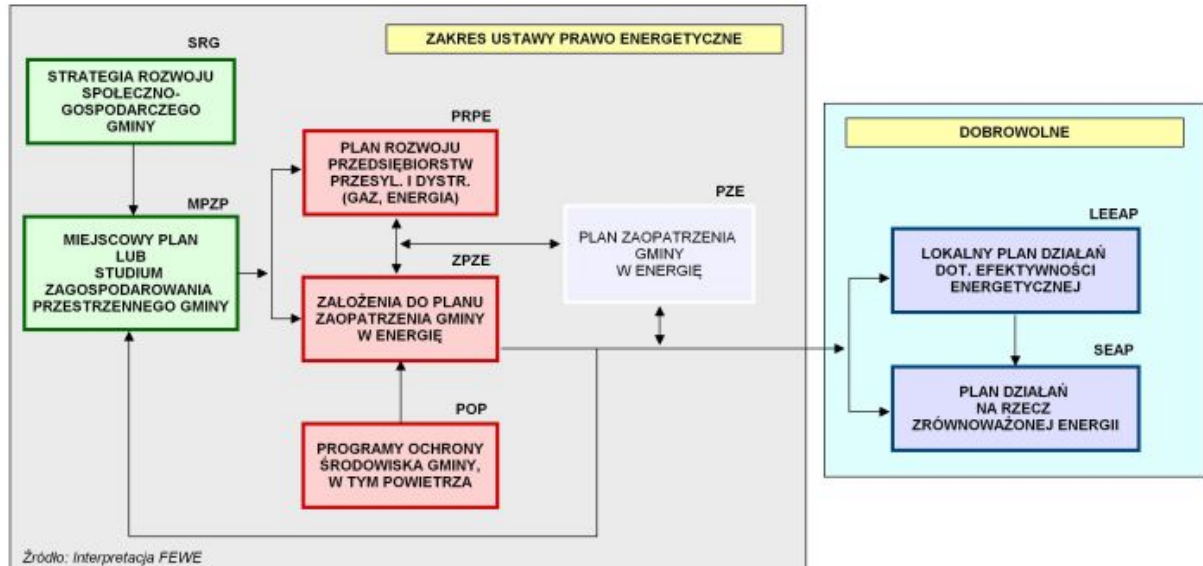 ZAKRES USTAWY PRAWO ENERGETYCZNE
SRG
STRATEGIA ROZWOJU
SPOŁECZNO-
GOSPODARCZEGO
GMINY
MPZP
MIEJSCOWY PLAN
LUB
STUDIUM
ZAGOSPODAROWANIA
PRZESTRZENNEGO GMINY
PRPE
PLAN ROZWOJU
PRZEDSIĘBIORSTW
PRZESYL. I DYSTR.
(GAZ, ENERGIA)
ZPZE
ZAŁOŻENIA DO PLANU
ZAOPATRZENIA GMINY
W ENERGIĘ
POP
PROGRAMY OCHRONY
ŚRODOWISKA GMINY,
W TYM POWIETRZA
PZE
PLAN ZAOPATRZENIA
GMINY
W ENERGIĘ
DOBROWOLNE
LEEAP
LOKALNY PLAN DZIAŁAŃ
DOT. EFEKTYWNOŚCI
ENERGETYCZNEJ
SEAP
PLAN DZIAŁAŃ
NA RZECZ
ZRÓWNOWAŻONEJ ENERGII
Źródło: Interpretacja FEWE